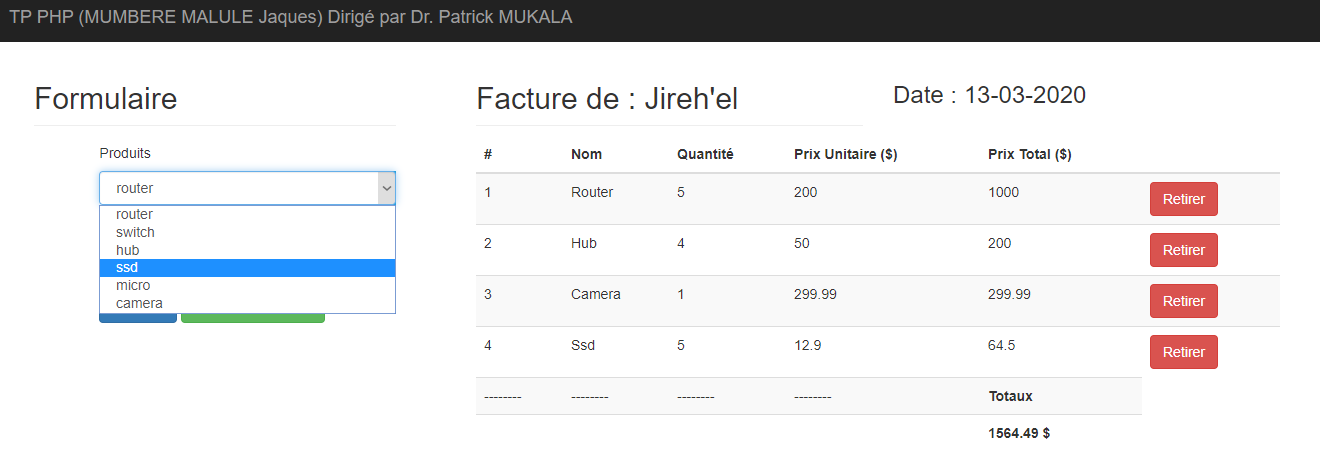 TP PHP (MUMBERE MALULE Jaques) Dirigé par Dr. Patrick MUKALA
Formulaire
Produits
router
router
switch
hub
ssd
micro
camera
Facture de : Jireh'el
Date : 13-03-2020
# Nom Quantité Prix Unitaire ($) Prix Total ($)
1 Router 5 200 1000 Retirer
2 Hub 4 50 200 Retirer
3 Camera 1 299.99 299.99 Retirer
4 Ssd 5 12.9 64.5 Retirer
-------- -------- -------- -------- Totaux
1564.49 $